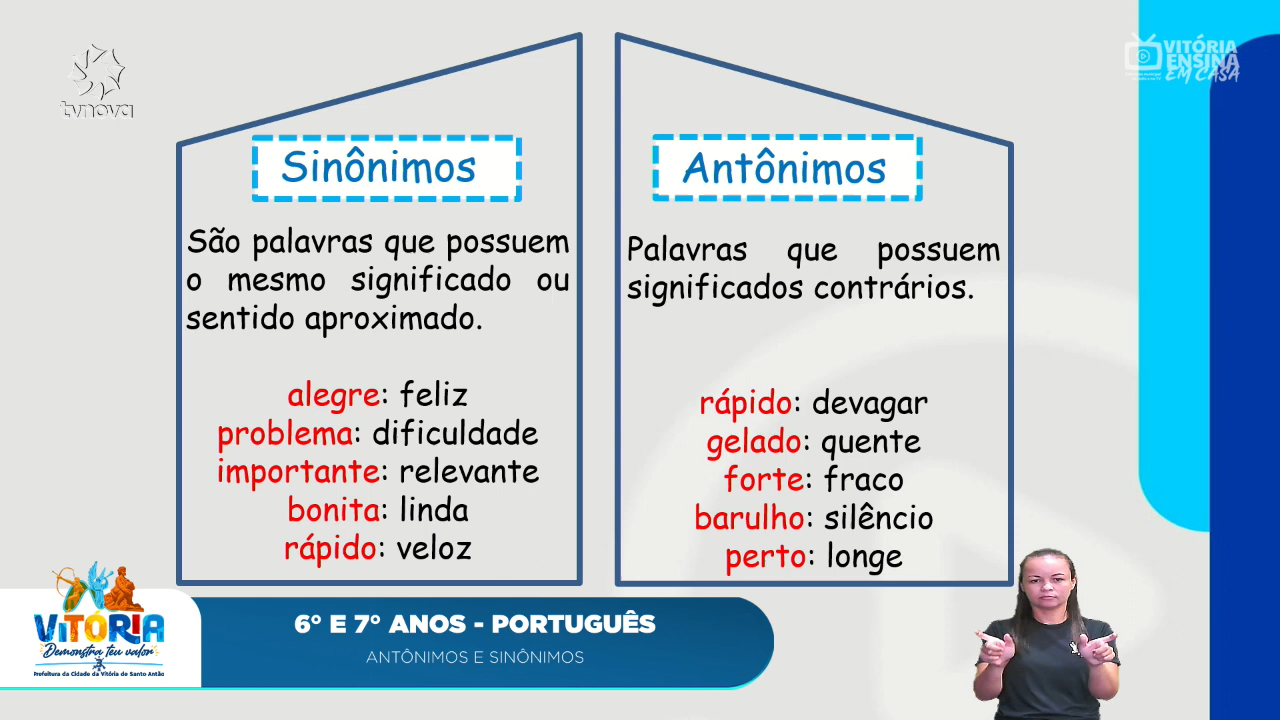 tvnova
VITÓRIA
ENSINA
EM CASA
Sinônimos
São palavras que possuem
o mesmo significado ou
sentido aproximado.
alegre: feliz
problema: dificuldade
importante: relevante
bonita: linda
rápido: veloz
Antônimos
Palavras que possuem
significados contrários.
rápido: devagar
gelado: quente
forte: fraco
barulho: silêncio
perto: longe
VITÓRIA
Demonstra teu valor
Prefeitura da Cidade da Vitória de Santo Antão
6° E 7° ANOS - PORTUGUÊS
ANTÔNIMOS E SINÔNIMOS